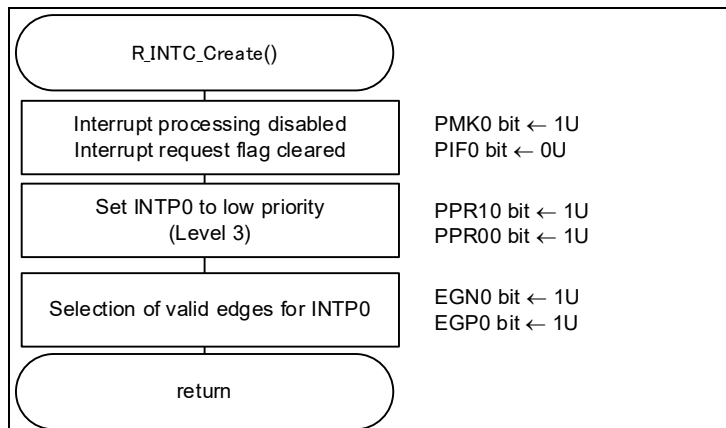 R_INTC_Create()
Interrupt processing disabled
Interrupt request flag cleared
PMK0 bit ← 1U
PIF0 bit ← 0U
Set INTP0 to low priority
(Level 3)
PPR10 bit ← 1U
PPR00 bit ← 1U
Selection of valid edges for INTP0
EGN0 bit ← 1U
EGP0 bit ← 1U
return